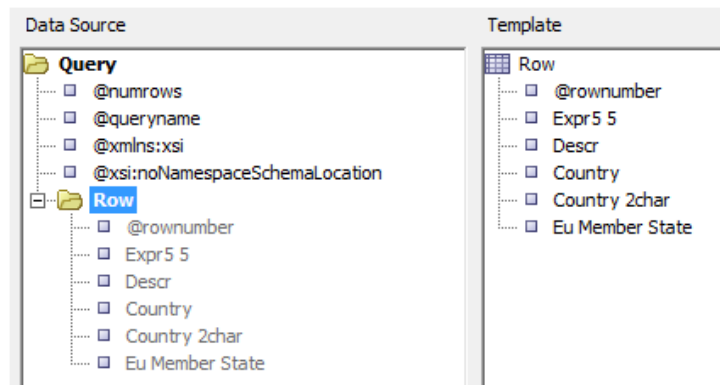 Data Source
Query
@numrows
@queryname
@xmlns:xsi
@xsi:noNamespaceSchemaLocation
Row
@rownumber
Expr5 5
Descr
Country
Country 2char
Eu Member State
Template
Row
@rownumber
Expr5 5
Descr
Country
Country 2char
Eu Member State